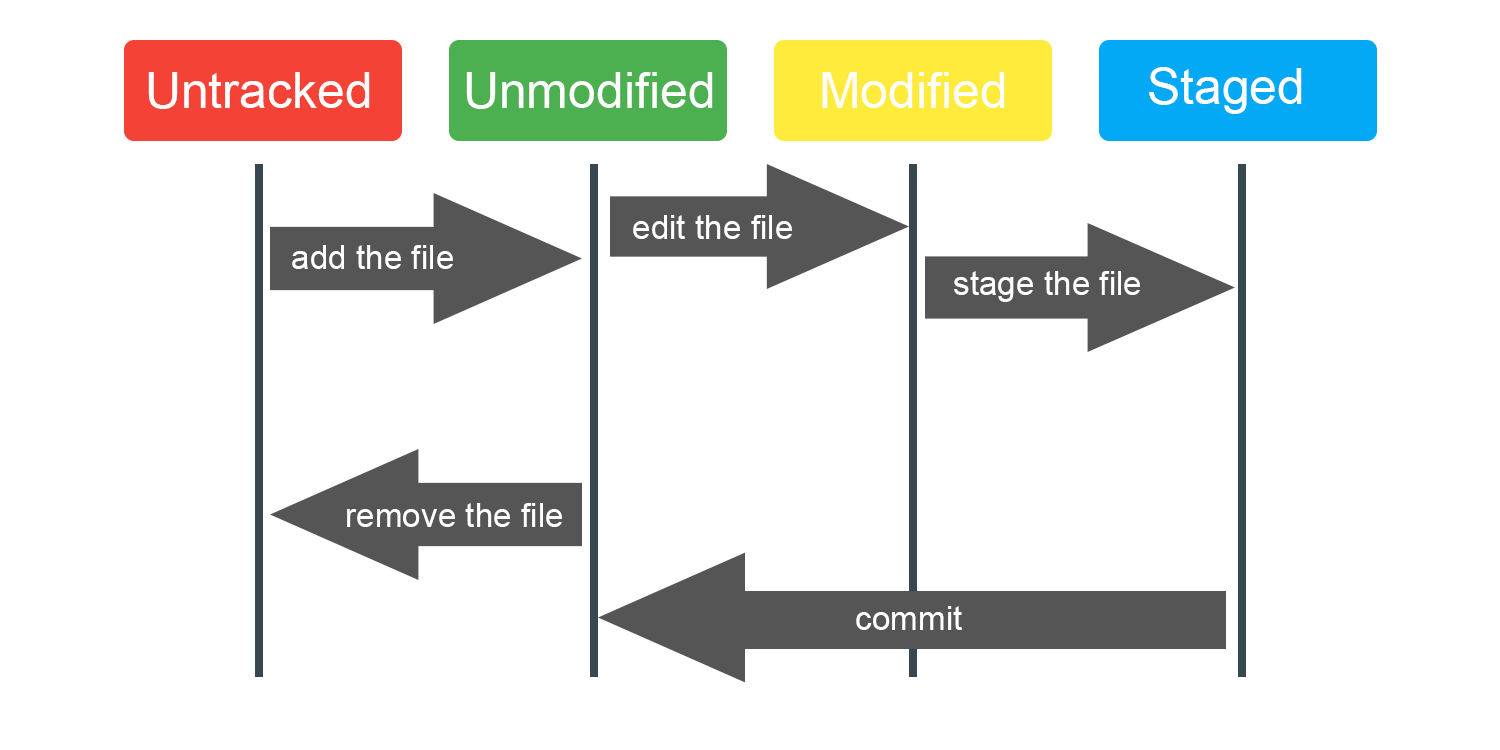 Untracked
Unmodified
Modified
Staged
add the file
edit the file
stage the file
remove the file
commit